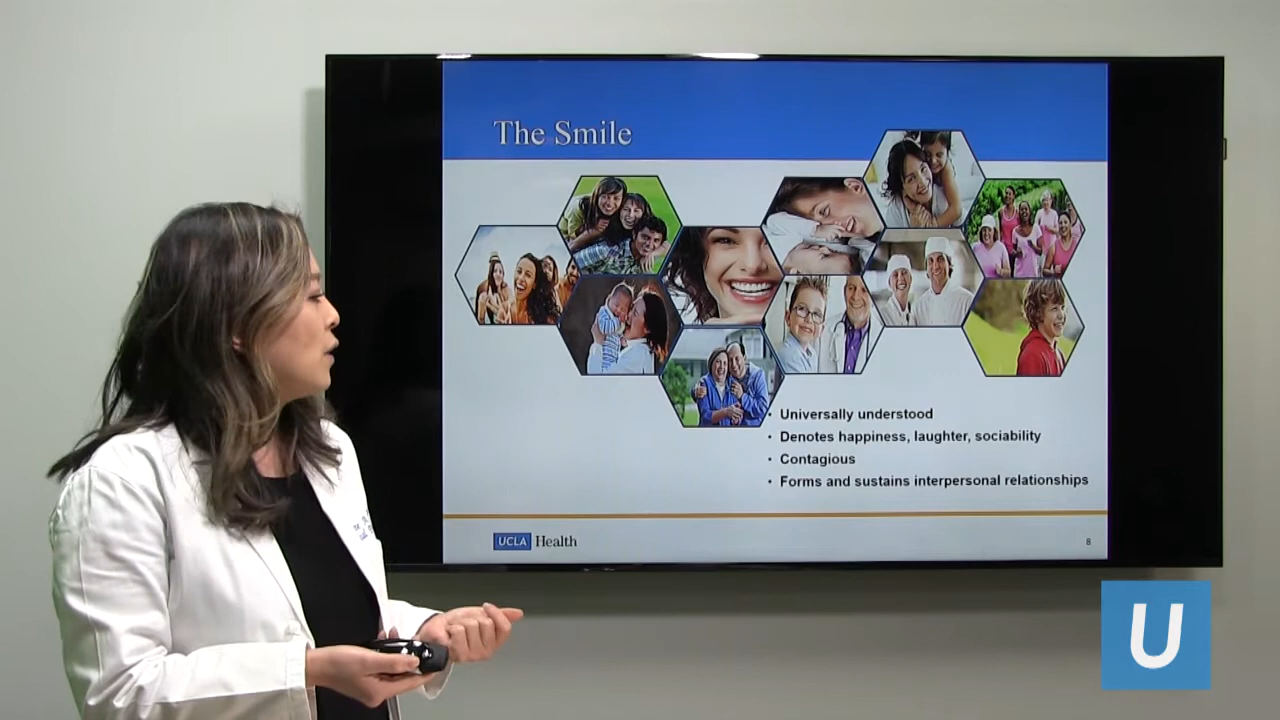 The Smile
• Universally understood
• Denotes happiness, laughter, sociability
• Contagious
• Forms and sustains interpersonal relationships
UCLA Health
8
U